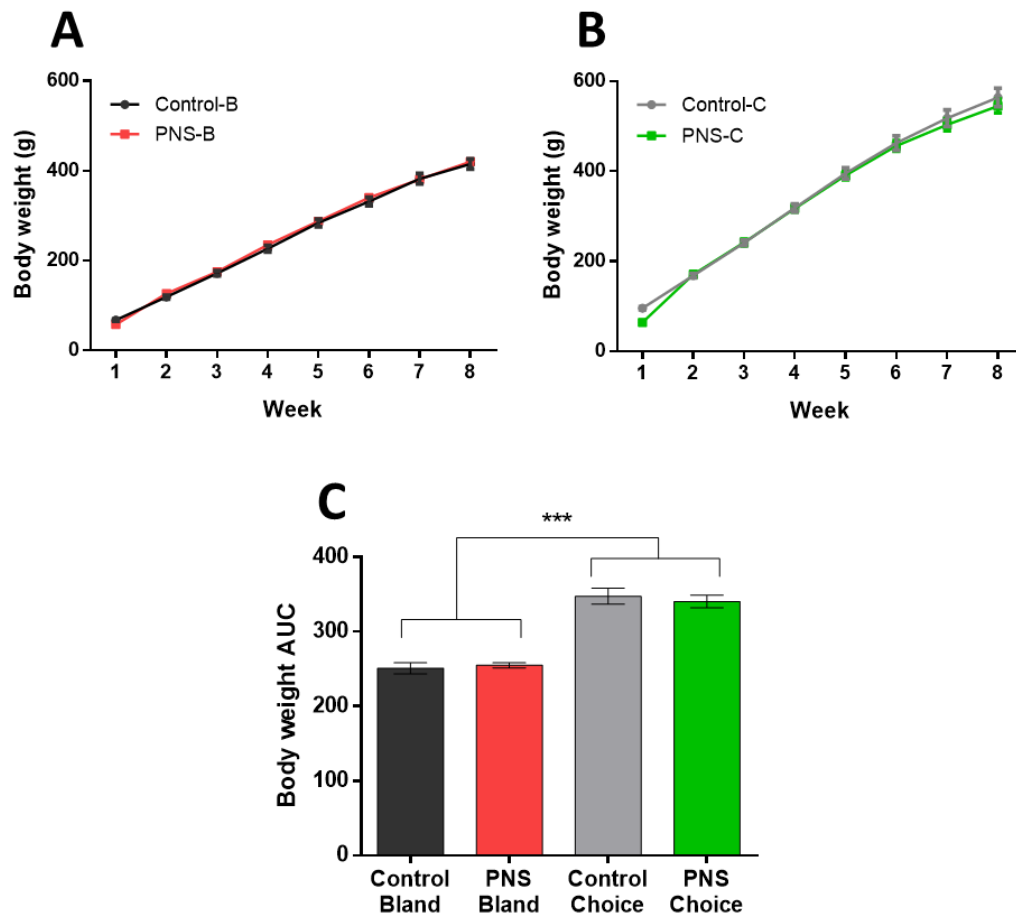 A
Body weight (g)
600
400
200
0
Control-B
PNS-B
1 2 3 4 5 6 7 8
Week
B
Body weight (g)
600
400
200
0
Control-C
PNS-C
1 2 3 4 5 6 7 8
Week
C
***
Body weight AUC
400
300
200
100
0
Control
Bland
PNS
Bland
Control
Choice
PNS
Choice